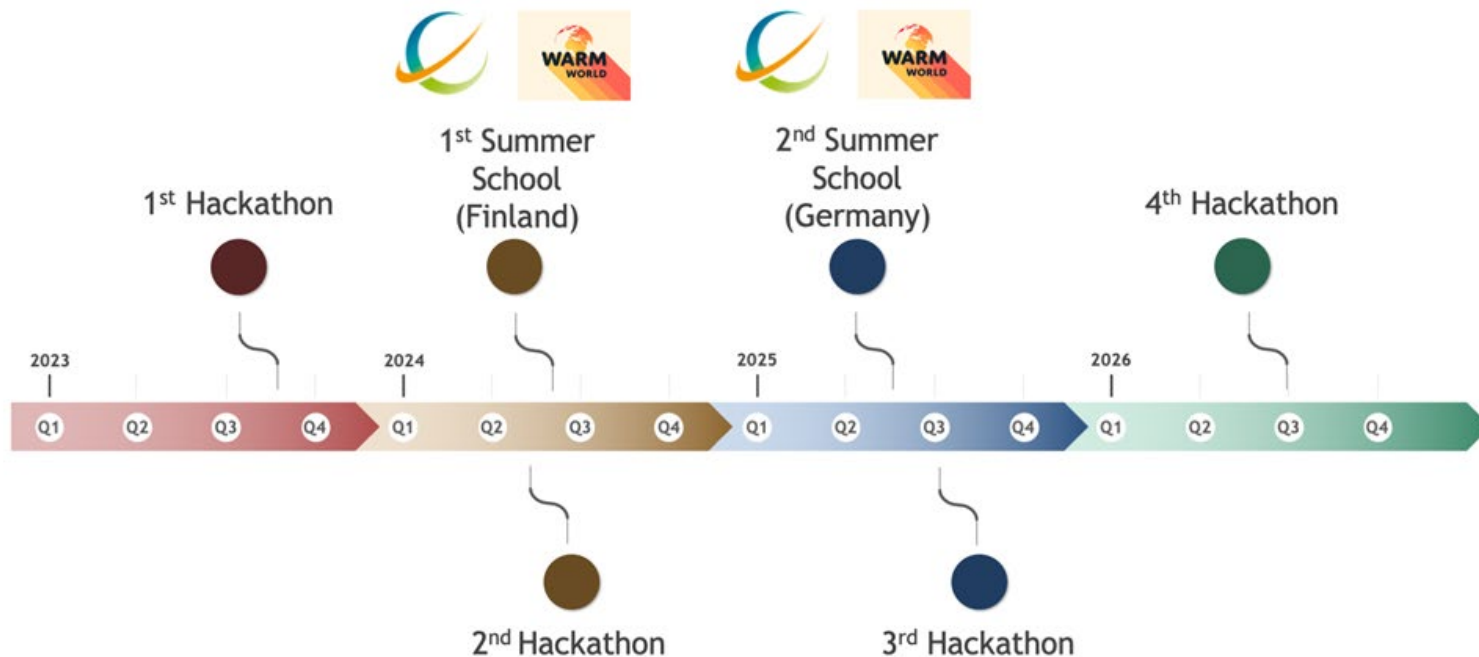 WARM
WORLD
WARM
WORLD
1st Summer
School
(Finland)
2nd Summer
School
(Germany)
1st Hackathon
4th Hackathon
2023
2024
2025
2026
Q1
Q2
Q3
Q4
Q1
Q2
Q3
Q4
Q1
Q2
Q3
Q4
Q1
Q2
Q3
Q4
2nd Hackathon
3rd Hackathon